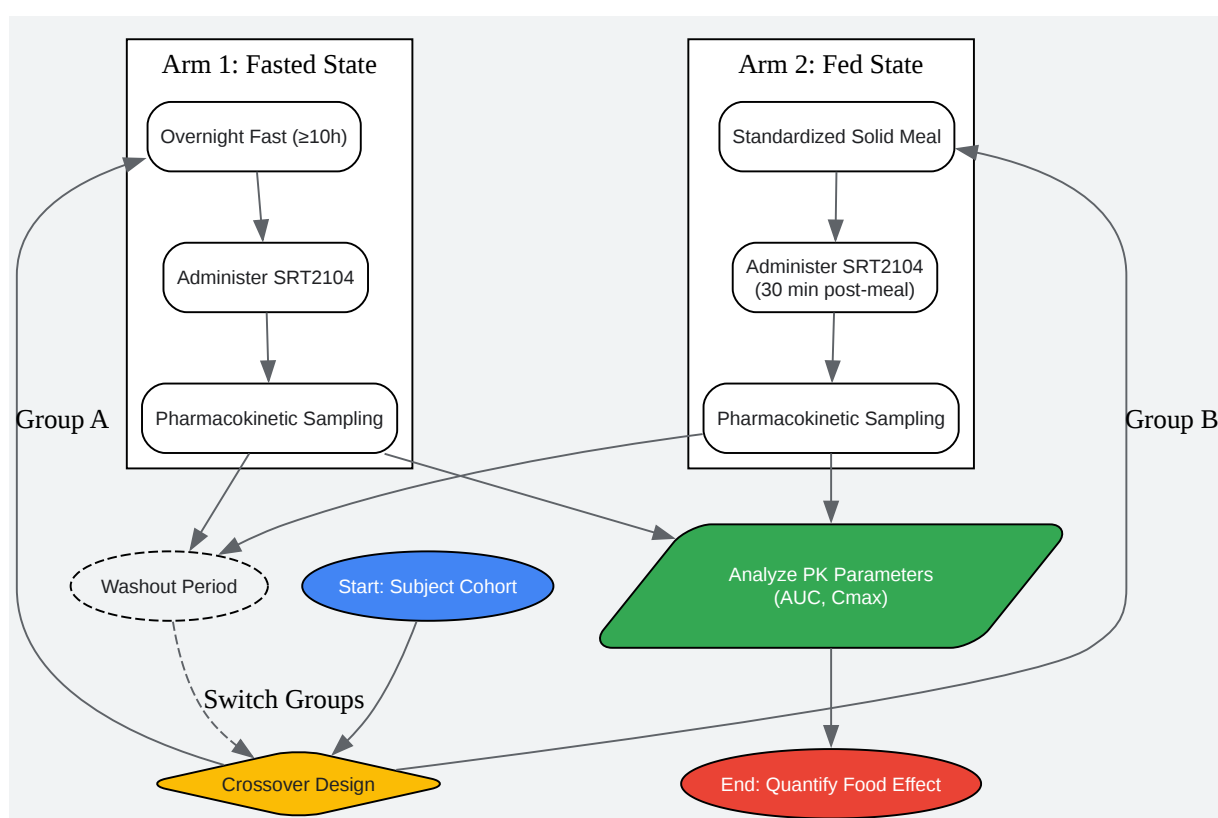 Arm 1: Fasted State
Overnight Fast (≥10h)
Administer SRT2104
Pharmacokinetic Sampling
Arm 2: Fed State
Standardized Solid Meal
Administer SRT2104
(30 min post-meal)
Pharmacokinetic Sampling
Group A
Group B
Washout Period
Start: Subject Cohort
Analyze PK Parameters
(AUC, Cmax)
Switch Groups
Crossover Design
End: Quantify Food Effect